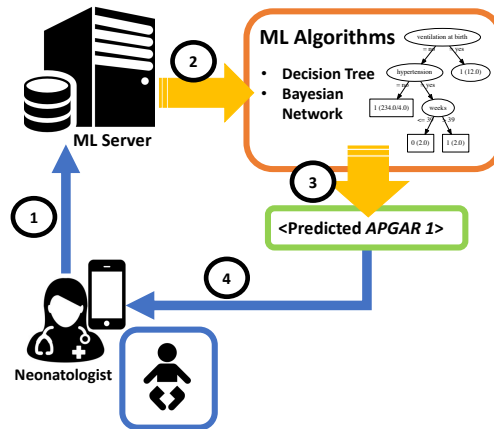 ML Server
1
2
ML Algorithms
• Decision Tree
• Bayesian
Network
ventilation at birth
= no = yes
hypertension
1 (12.0)
= no = yes
1 (234.0/4.0)
weeks
<= 39 > 39
0 (2.0)
1 (2.0)
3
<Predicted APGAR 1>
4
Neonatologist